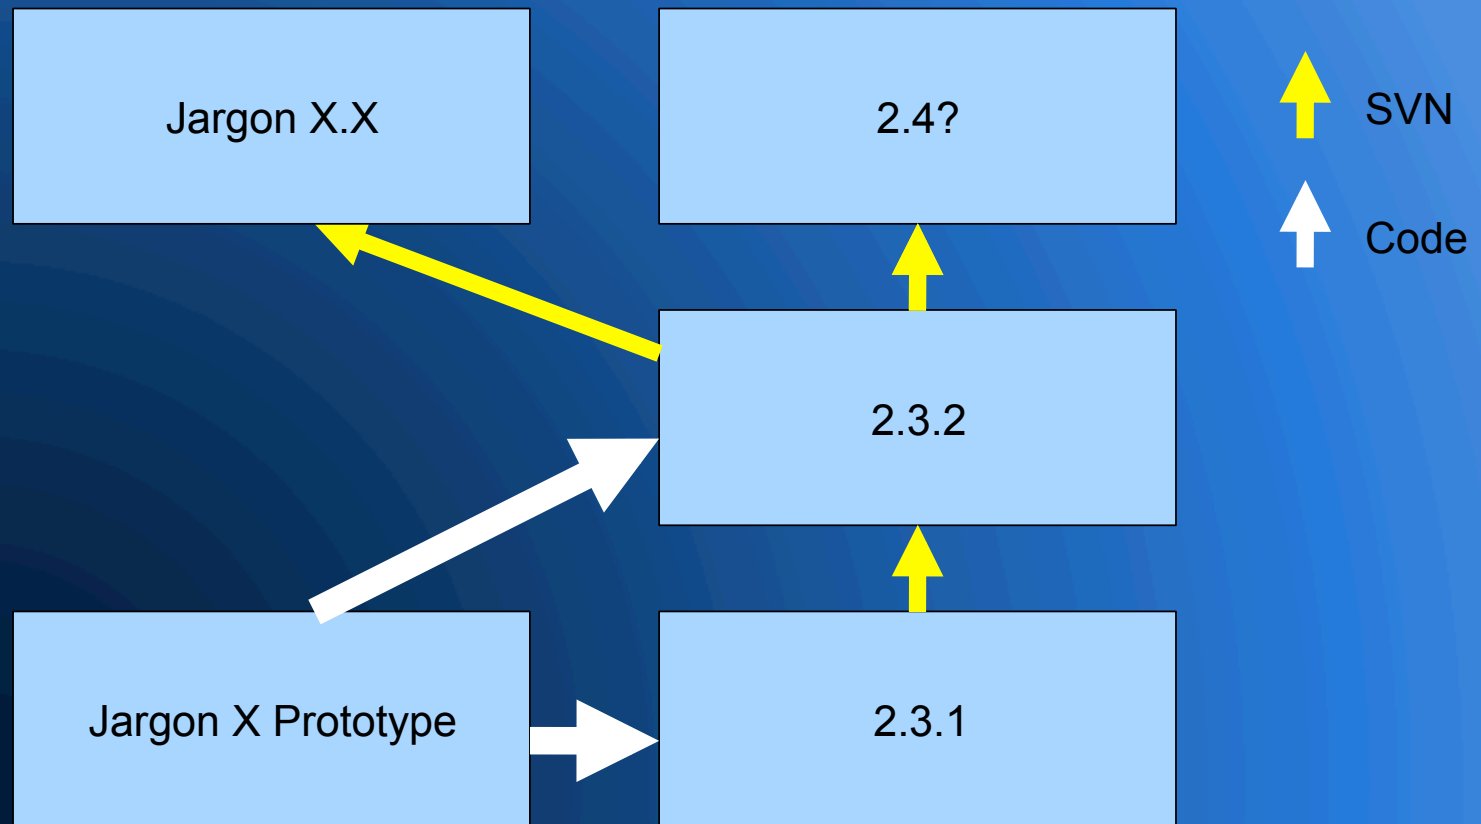 Jargon X.X
2.4?
SVN
Code
2.3.2
Jargon X Prototype
2.3.1